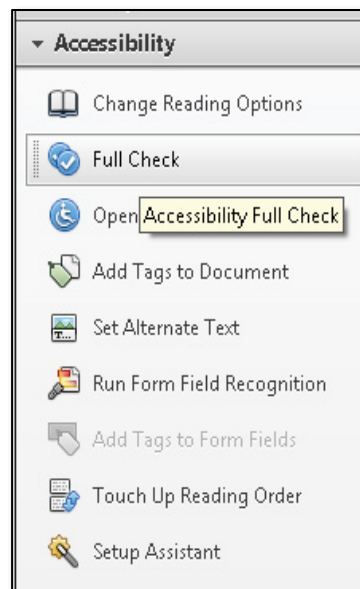 Accessibility
Change Reading Options
Full Check
Open Accessibility Full Check
Add Tags to Document
Set Alternate Text
T...
Run Form Field Recognition
Add Tags to Form Fields
Touch Up Reading Order
Setup Assistant